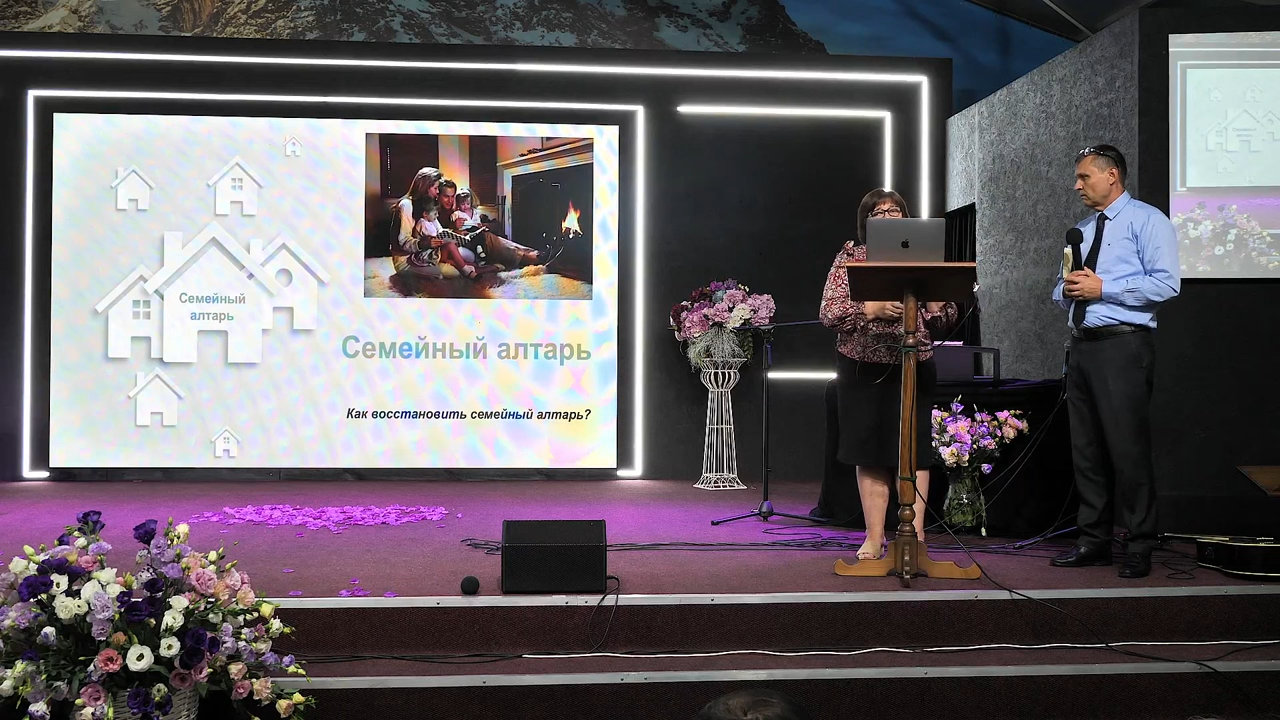 Семейный
алтарь
Семейный алтарь
Как восстановить семейный алтарь?